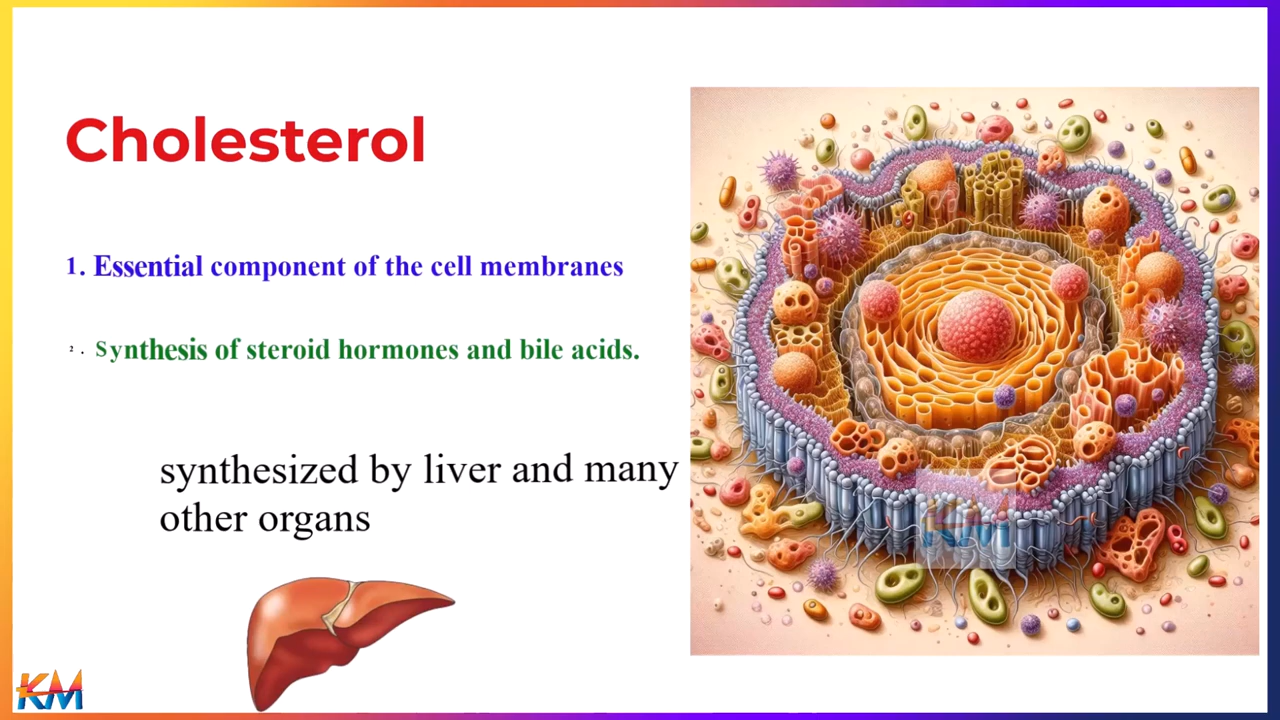 Cholesterol
1. Essential component of the cell membranes
2. Synthesis of steroid hormones and bile acids.
synthesized by liver and many
other organs
KM
KM